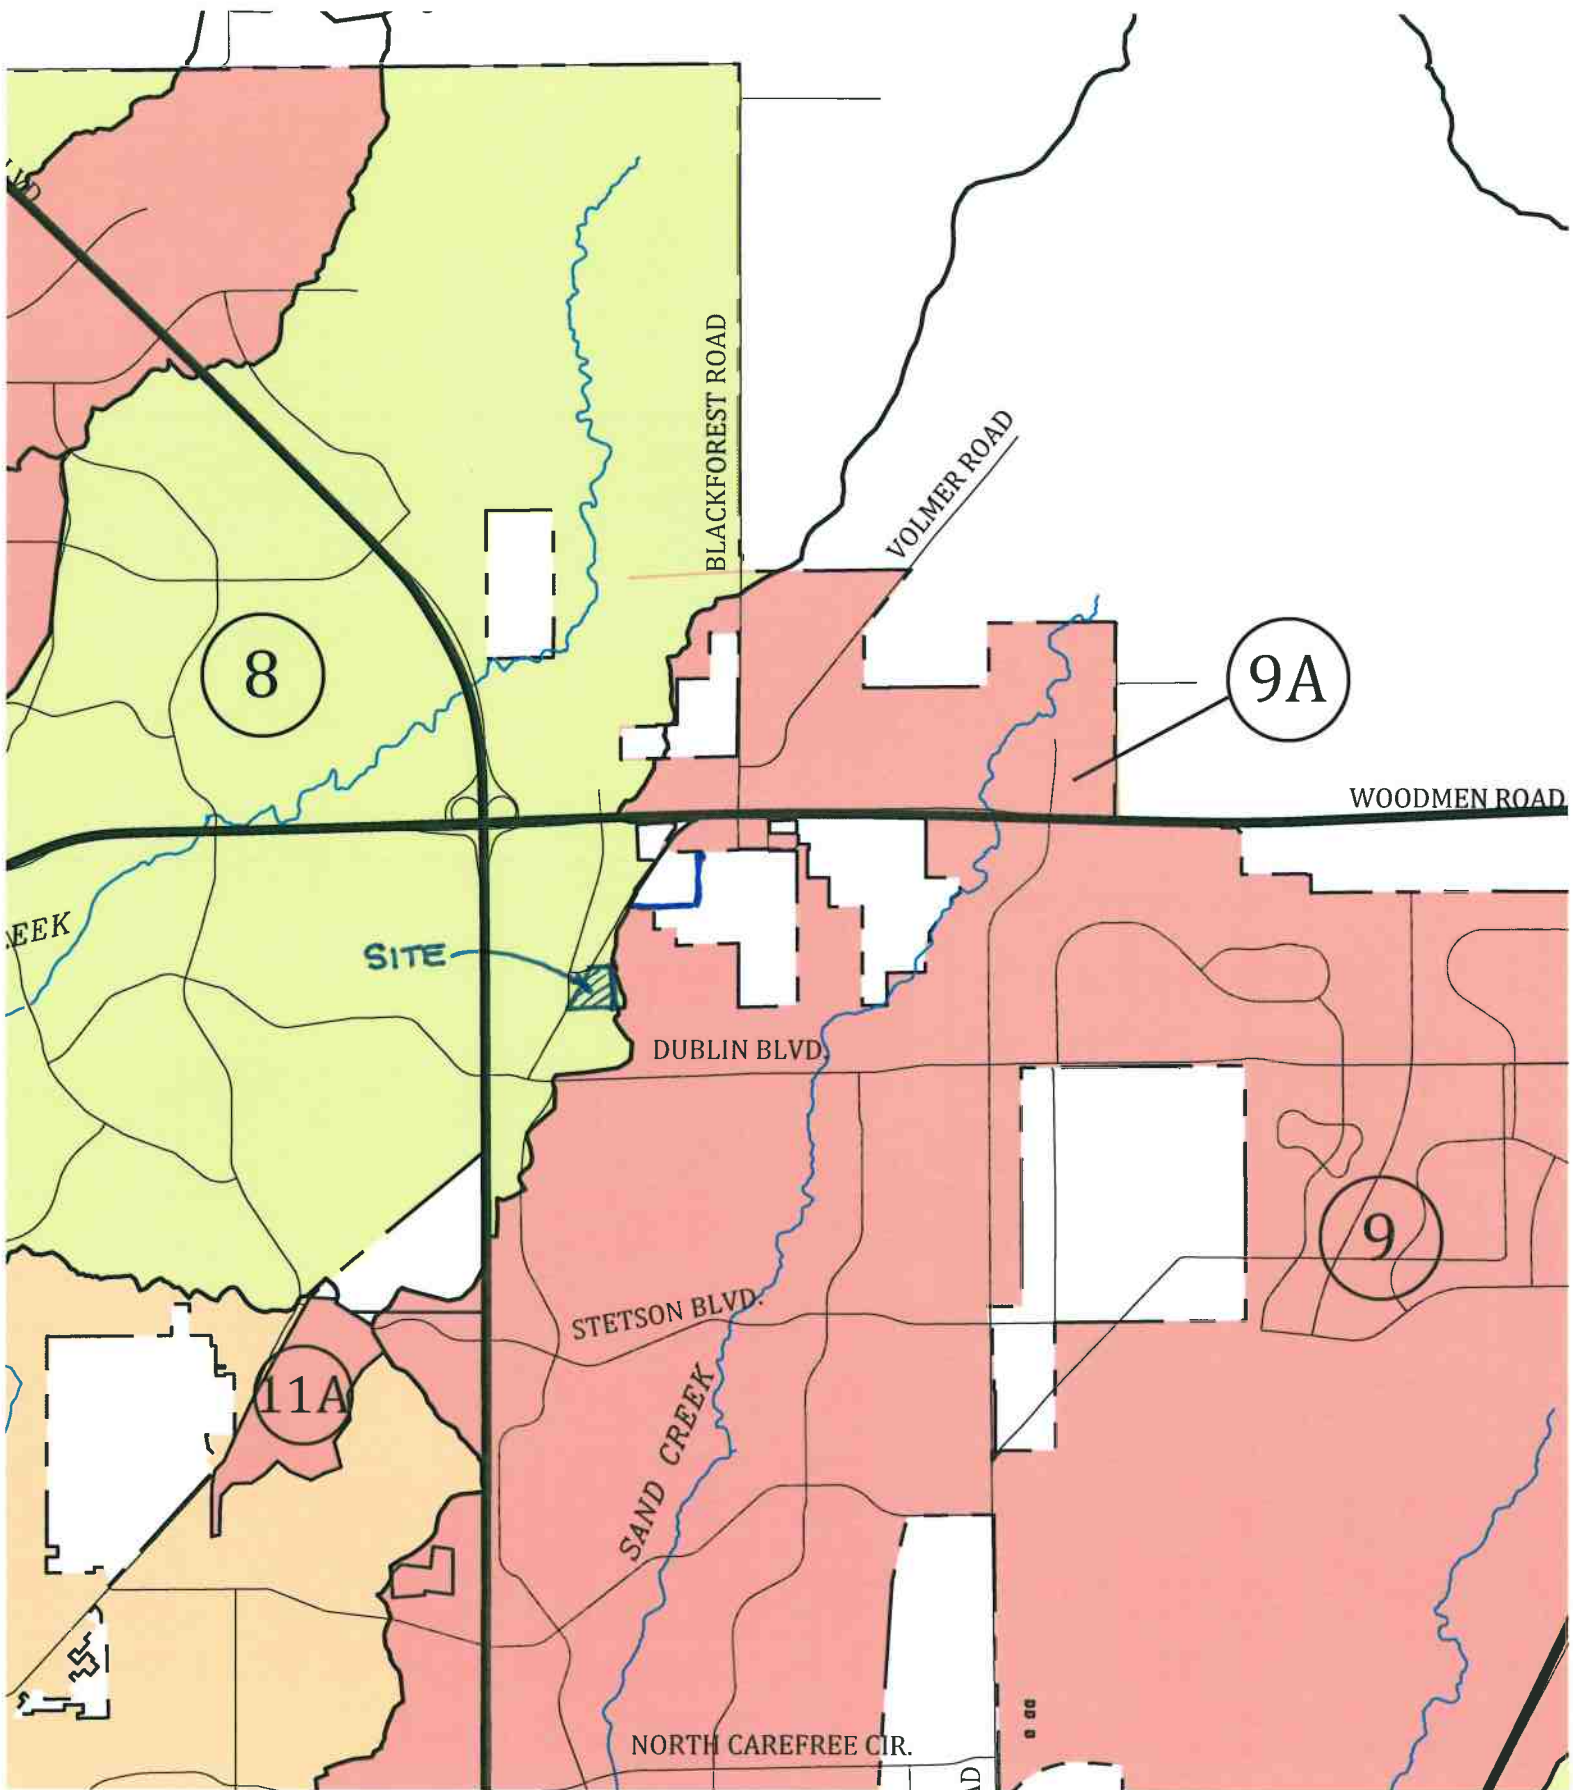 BLACKFOREST ROAD
VOLMER ROAD
8
9A
WOODMEN ROAD
EEK
SITE
DUBLIN BLVD.
9
STETSON BLVD.
11A
SAND CREEK
NORTH CAREFREE CIR.
AD